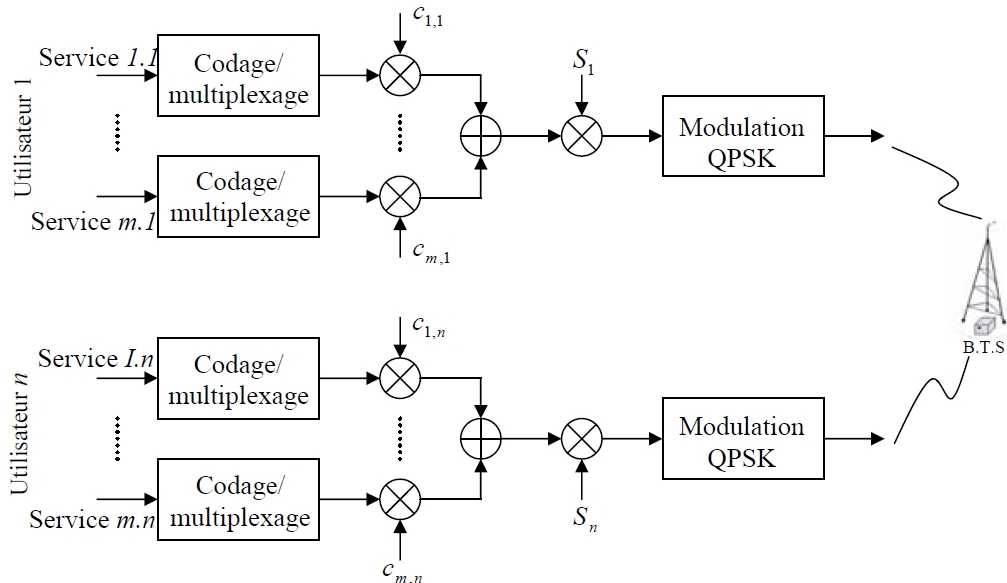 Utilisateur 1
Service 1.1
Codage/
multiplexage
c1,1
S1
Modulation
QPSK
Service m.1
Codage/
multiplexage
cm,1
B.T.S
Utilisateur n
Service I.n
Codage/
multiplexage
c1,n
Modulation
QPSK
Service m.n
Codage/
multiplexage
cm,n
Sn